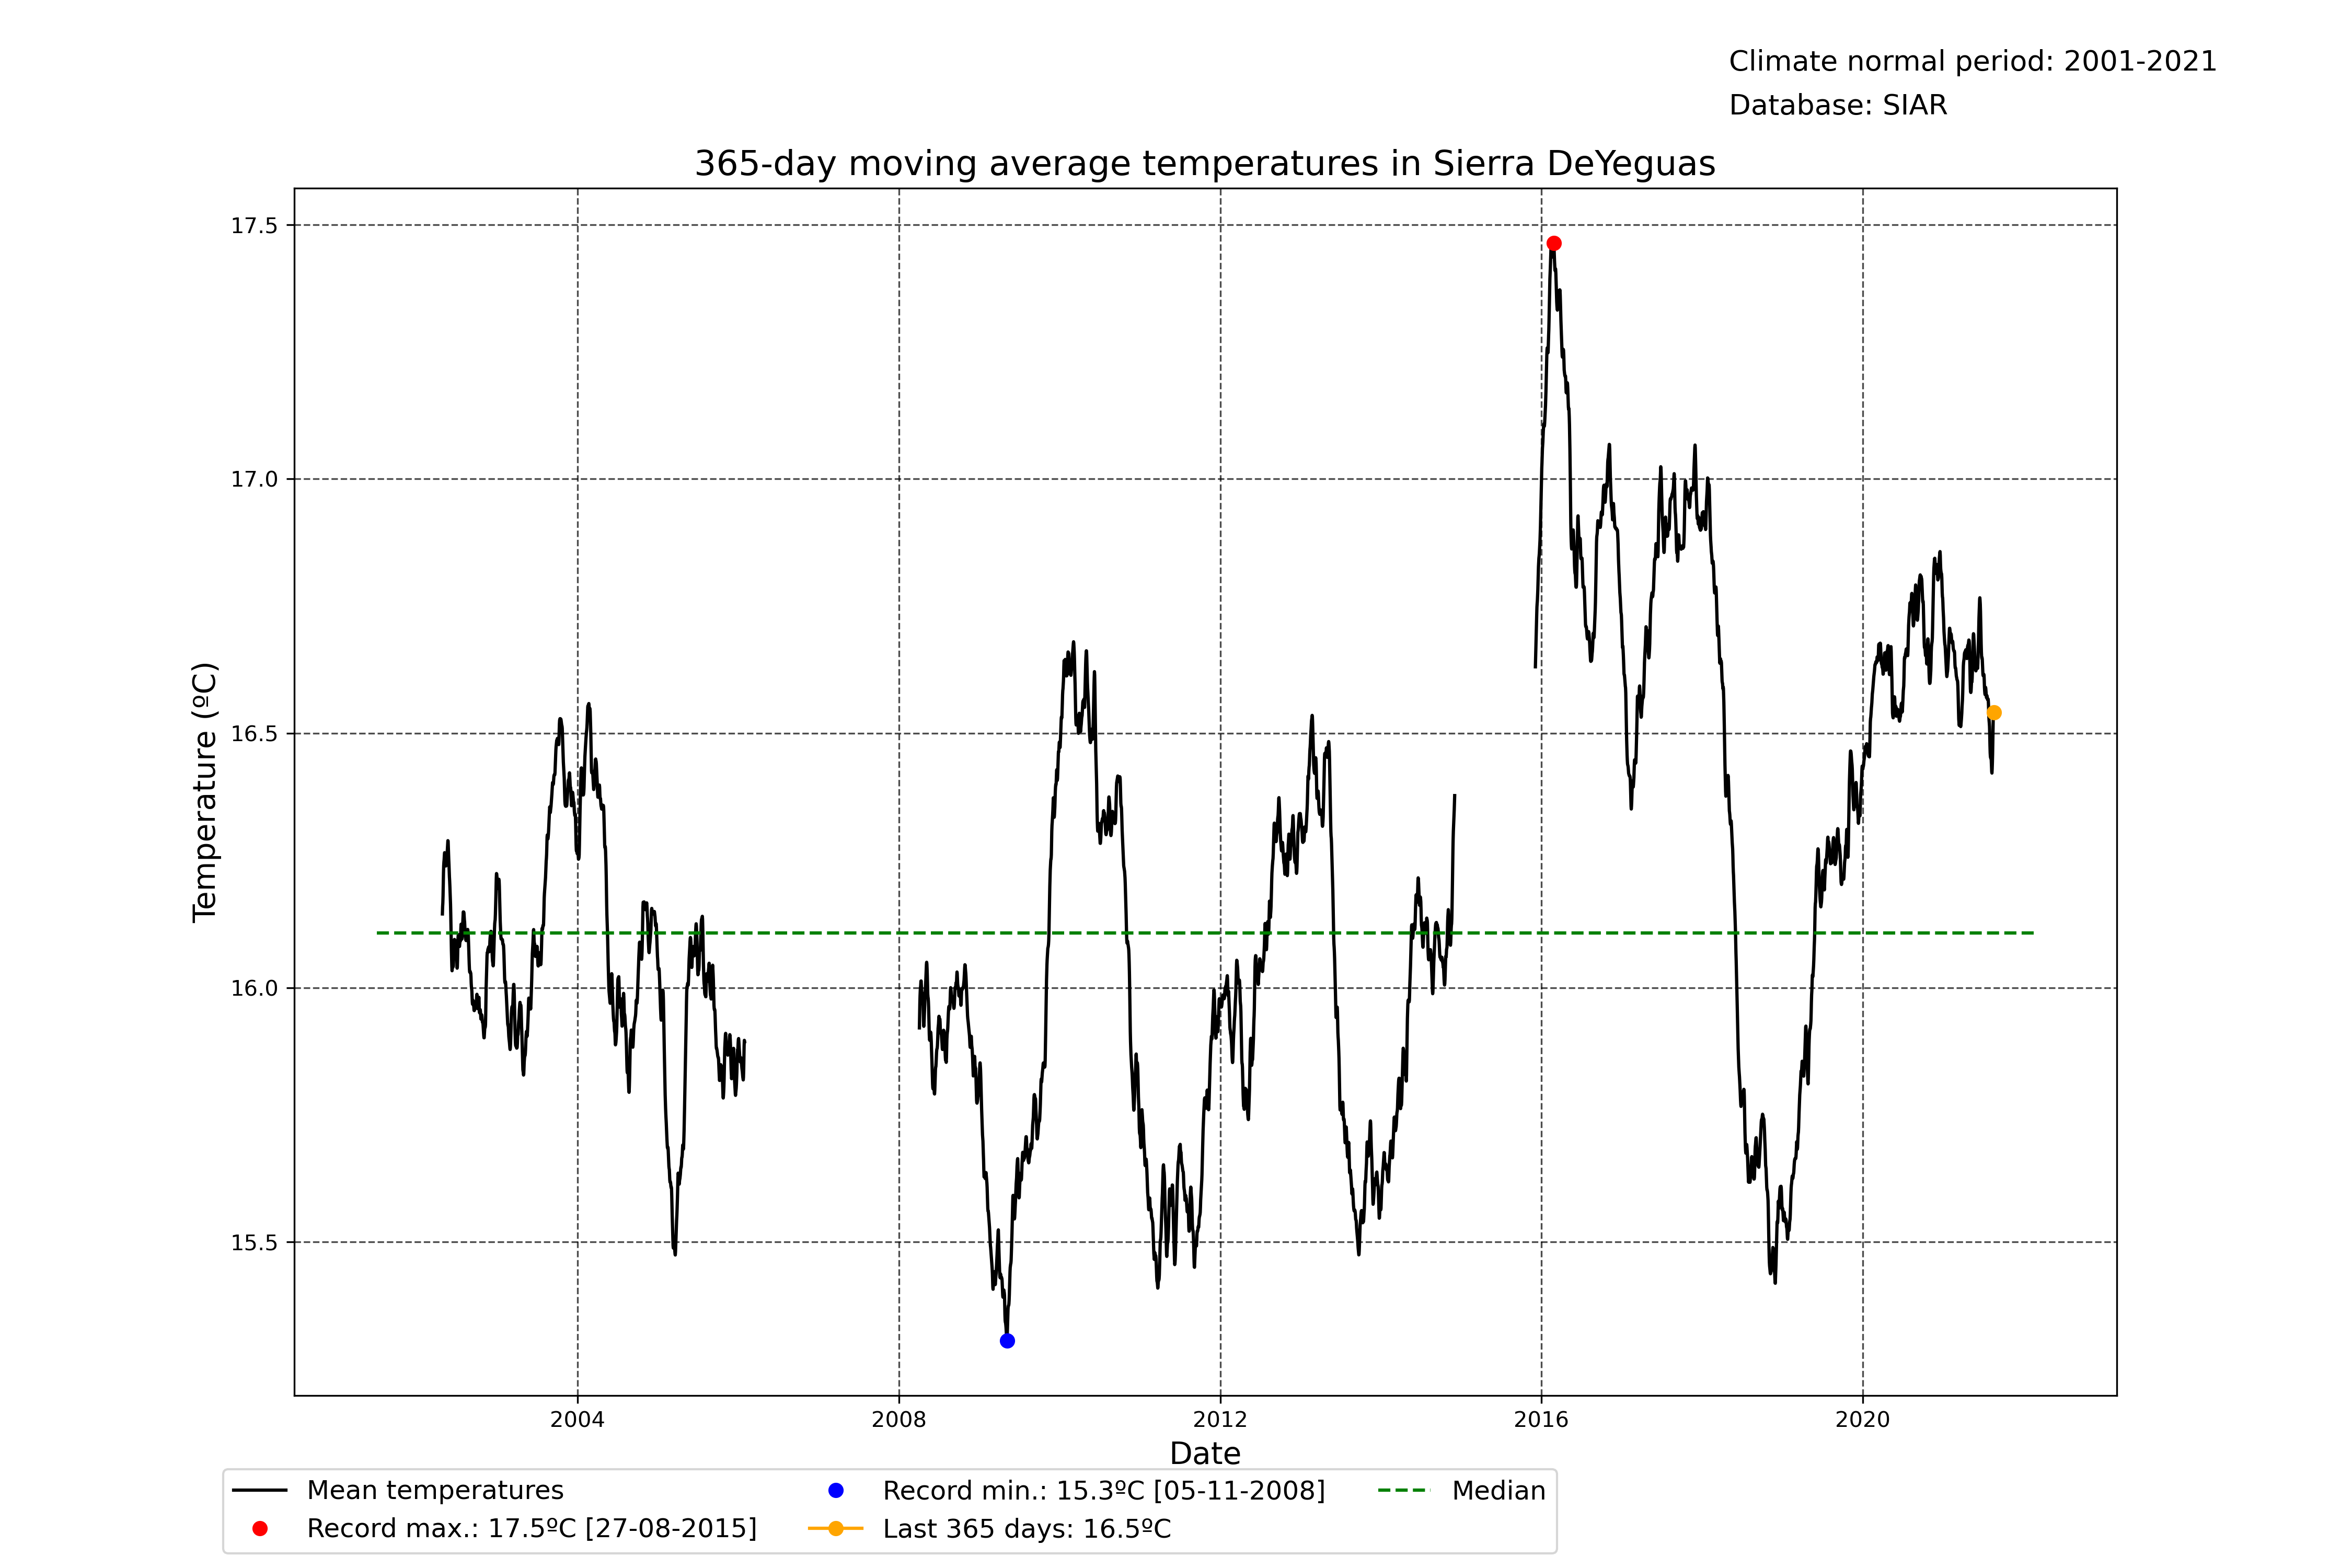 Climate normal period: 2001-2021
Database: SIAR
365-day moving average temperatures in Sierra DeYeguas
17.5
17.0
16.5
16.0
15.5
Temperature (ºC)
2004 2008 2012 2016 2020
Date
Mean temperatures
Record max.: 17.5ºC [27-08-2015]
Record min.: 15.3ºC [05-11-2008]
Last 365 days: 16.5ºC
Median